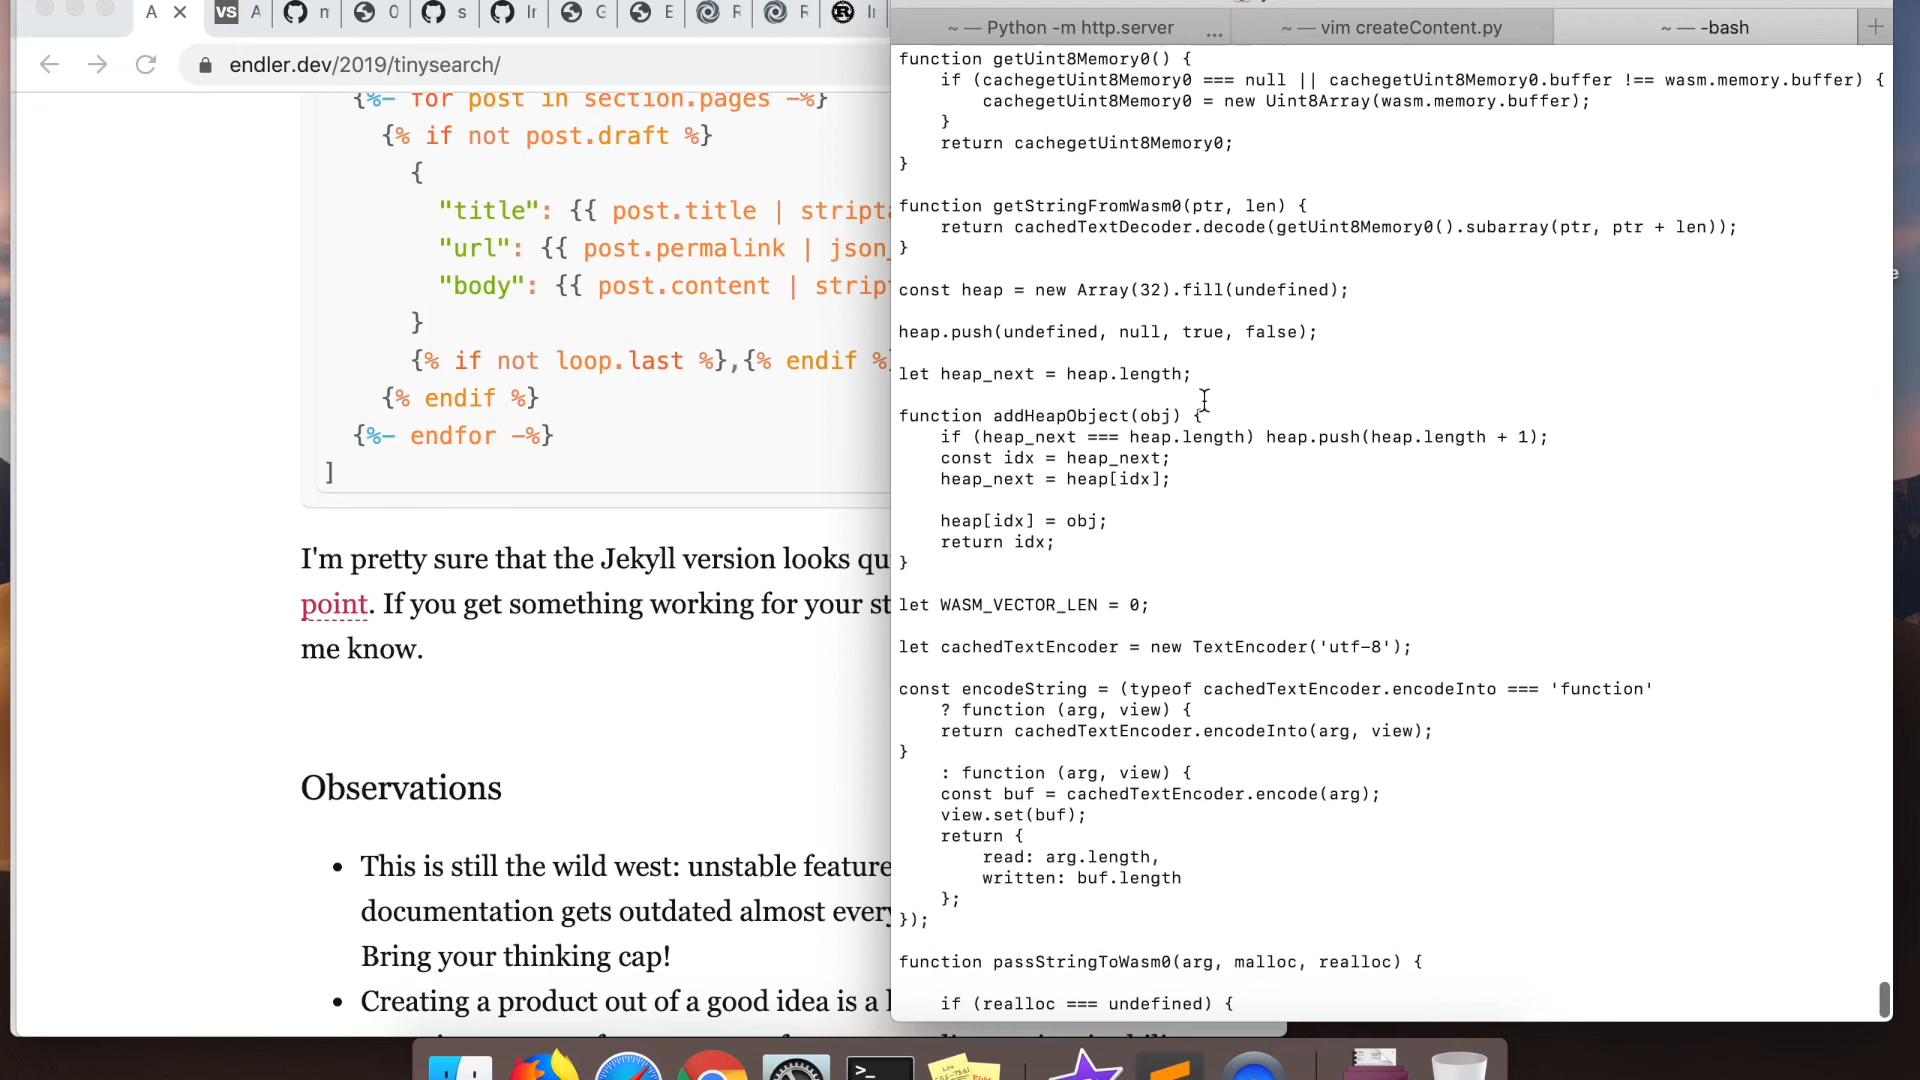 A
VS A
m
O
s
Ir
G
E
F
F
endler.dev/2019/tinysearch/
{%- for post in section.pages -%}
{% if not post.draft %}
{
"title": {{ post.title | stript
"url": {{ post.permalink | json_
"body": {{ post.content | strip
}
{% if not loop.last %},{% endif %
{% endif %}
{%- endfor -%}
]
I'm pretty sure that the Jekyll version looks qu
point. If you get something working for your st
me know.
Observations
• This is still the wild west: unstable feature
documentation gets outdated almost every
Bring your thinking cap!
• Creating a product out of a good idea is a l
~ — Python -m http.server ...
~ — vim createContent.py
~ — -bash
+
function getUint8Memory0() {
if (cachegetUint8Memory0 === null || cachegetUint8Memory0.buffer !== wasm.memory.buffer) {
cachegetUint8Memory0 = new Uint8Array(wasm.memory.buffer);
}
return cachegetUint8Memory0;
}
function getStringFromWasm0(ptr, len) {
return cachedTextDecoder.decode(getUint8Memory0().subarray(ptr, ptr + len));
}
const heap = new Array(32).fill(undefined);
heap.push(undefined, null, true, false);
let heap_next = heap.length;
function addHeapObject(obj) {
if (heap_next === heap.length) heap.push(heap.length + 1);
const idx = heap_next;
heap_next = heap[idx];
heap[idx] = obj;
return idx;
}
let WASM_VECTOR_LEN = 0;
let cachedTextEncoder = new TextEncoder('utf-8');
const encodeString = (typeof cachedTextEncoder.encodeInto === 'function'
? function (arg, view) {
return cachedTextEncoder.encodeInto(arg, view);
}
: function (arg, view) {
const buf = cachedTextEncoder.encode(arg);
view.set(buf);
return {
read: arg.length,
written: buf.length
};
});
function passStringToWasm0(arg, malloc, realloc) {
if (realloc === undefined) {